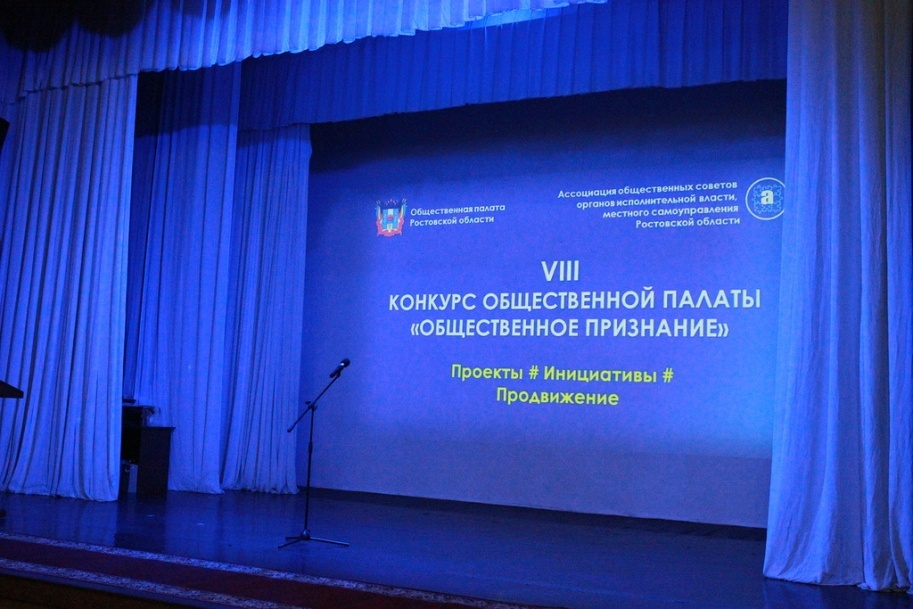 Общественная палата
Ростовской области
Ассоциация общественных советов
органов исполнительной власти,
местного самоуправления
Ростовской области
а
VIII
КОНКУРС ОБЩЕСТВЕННОЙ ПАЛАТЫ
«ОБЩЕСТВЕННОЕ ПРИЗНАНИЕ»
Проекты # Инициативы #
Продвижение